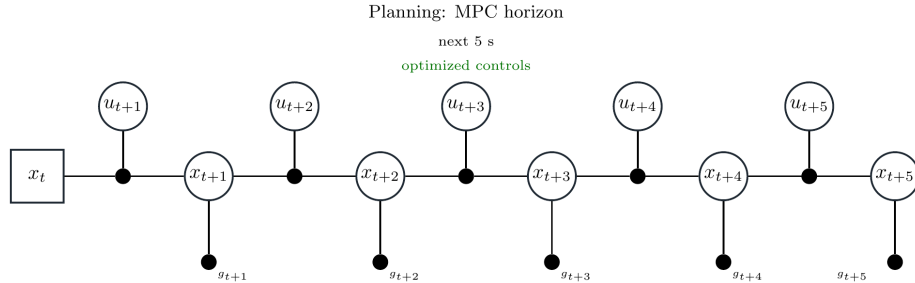 Planning: MPC horizon
next 5 s
optimized controls
u_{t+1} u_{t+2} u_{t+3} u_{t+4} u_{t+5}
x_t x_{t+1} x_{t+2} x_{t+3} x_{t+4} x_{t+5}
g_{t+1} g_{t+2} g_{t+3} g_{t+4} g_{t+5}